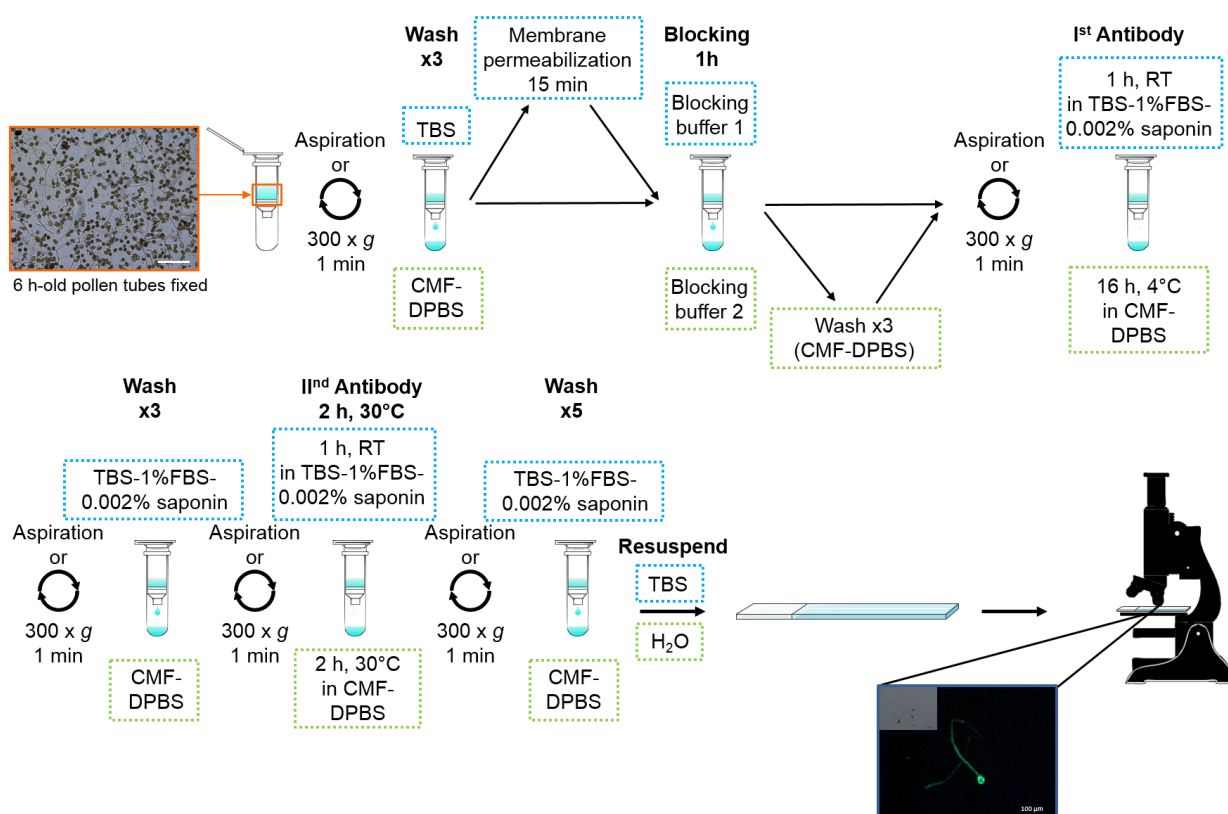 Wash
x3
Membrane
permeabilization
15 min
Blocking
1h
Ist Antibody
TBS
Blocking
buffer 1
1 h, RT
in TBS-1%FBS-
0.002% saponin
Aspiration
or
300 x g
1 min
Aspiration
or
300 x g
1 min
6 h-old pollen tubes fixed
CMF-
DPBS
Blocking
buffer 2
Wash x3
(CMF-DPBS)
16 h, 4°C
in CMF-
DPBS
Wash
x3
IInd Antibody
2 h, 30°C
Wash
x5
TBS-1%FBS-
0.002% saponin
1 h, RT
in TBS-1%FBS-
0.002% saponin
TBS-1%FBS-
0.002% saponin
Aspiration
or
300 x g
1 min
Aspiration
or
300 x g
1 min
Aspiration
or
300 x g
1 min
Resuspend
TBS
H2O
CMF-
DPBS
2 h, 30°C
in CMF-
DPBS
CMF-
DPBS
100 µm